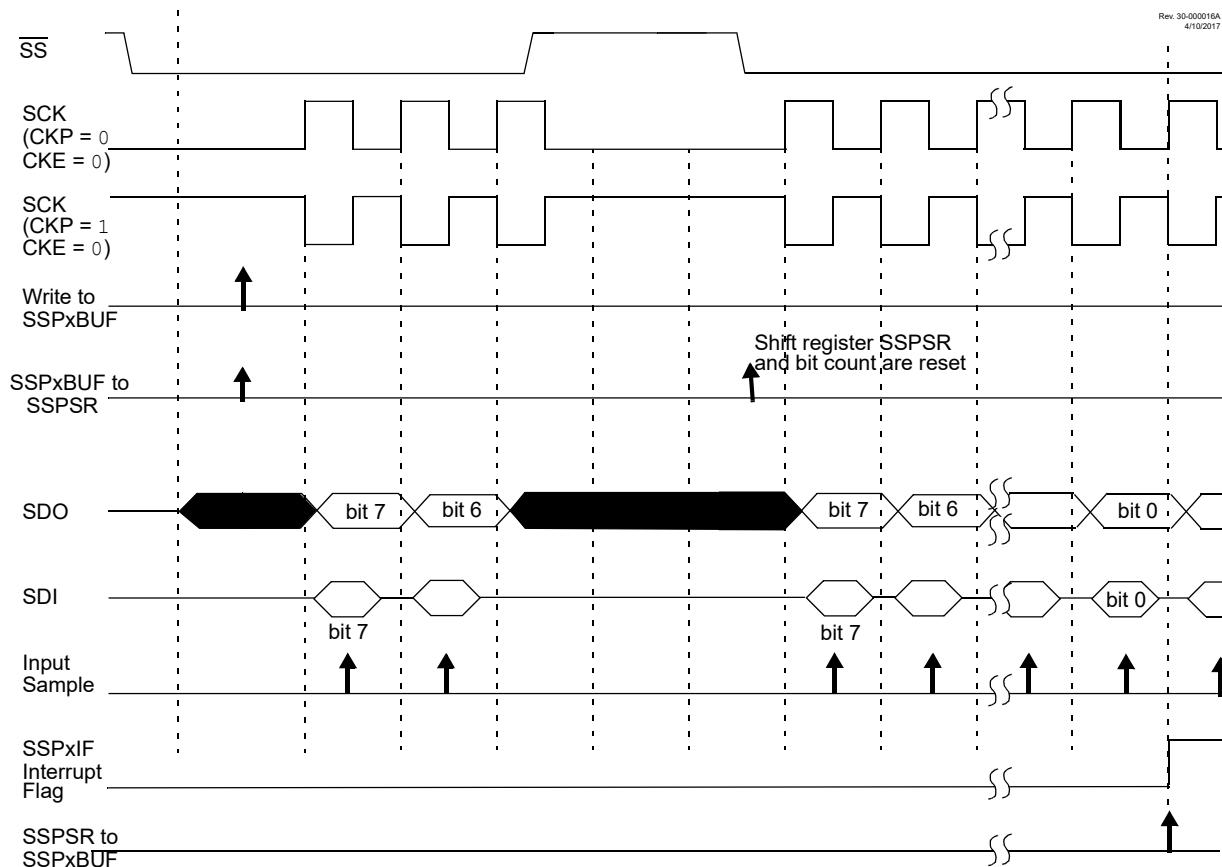 Rev. 30-000016A
4/10/2017
SS
SCK
(CKP = 0
CKE = 0)
SCK
(CKP = 1
CKE = 0)
Write to
SSPxBUF
Shift register SSPSR
and bit count are reset
SSPxBUF to
SSPSR
SDO
bit 7
bit 6
bit 7
bit 6
bit 0
SDI
bit 0
bit 7
bit 7
Input
Sample
SSPxIF
Interrupt
Flag
SSPSR to
SSPxBUF